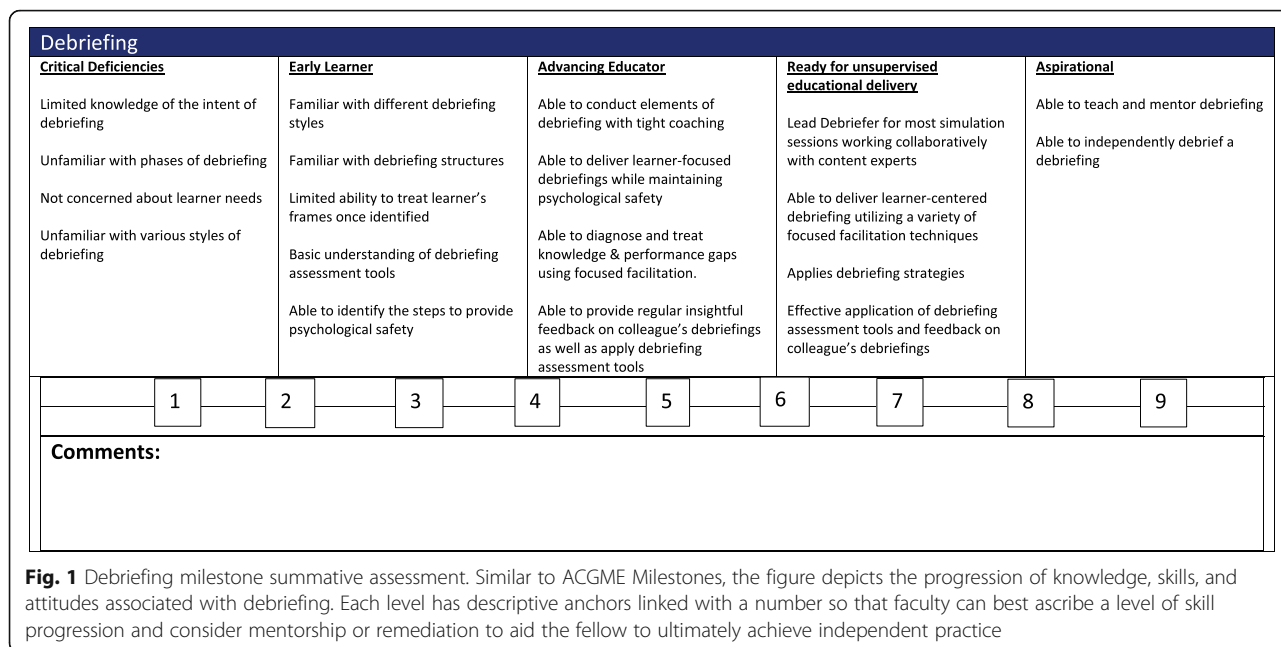 Debriefing
Critical Deficiencies
Limited knowledge of the intent of
debriefing
Unfamiliar with phases of debriefing
Not concerned about learner needs
Unfamiliar with various styles of
debriefing
Early Learner
Familiar with different debriefing
styles
Familiar with debriefing structures
Limited ability to treat learner's
frames once identified
Basic understanding of debriefing
assessment tools
Able to identify the steps to provide
psychological safety
Advancing Educator
Able to conduct elements of
debriefing with tight coaching
Able to deliver learner-focused
debriefings while maintaining
psychological safety
Able to diagnose and treat
knowledge & performance gaps
using focused facilitation.
Able to provide regular insightful
feedback on colleague's debriefings
as well as apply debriefing
assessment tools
Ready for unsupervised
educational delivery
Lead Debriefer for most simulation
sessions working collaboratively
with content experts
Able to deliver learner-centered
debriefing utilizing a variety of
focused facilitation techniques
Applies debriefing strategies
Effective application of debriefing
assessment tools and feedback on
colleague's debriefings
Aspirational
Able to teach and mentor debriefing
Able to independently debrief a
debriefing
1 2 3 4 5 6 7 8 9
Comments:
Fig. 1 Debriefing milestone summative assessment. Similar to ACGME Milestones, the figure depicts the progression of knowledge, skills, and
attitudes associated with debriefing. Each level has descriptive anchors linked with a number so that faculty can best ascribe a level of skill
progression and consider mentorship or remediation to aid the fellow to ultimately achieve independent practice